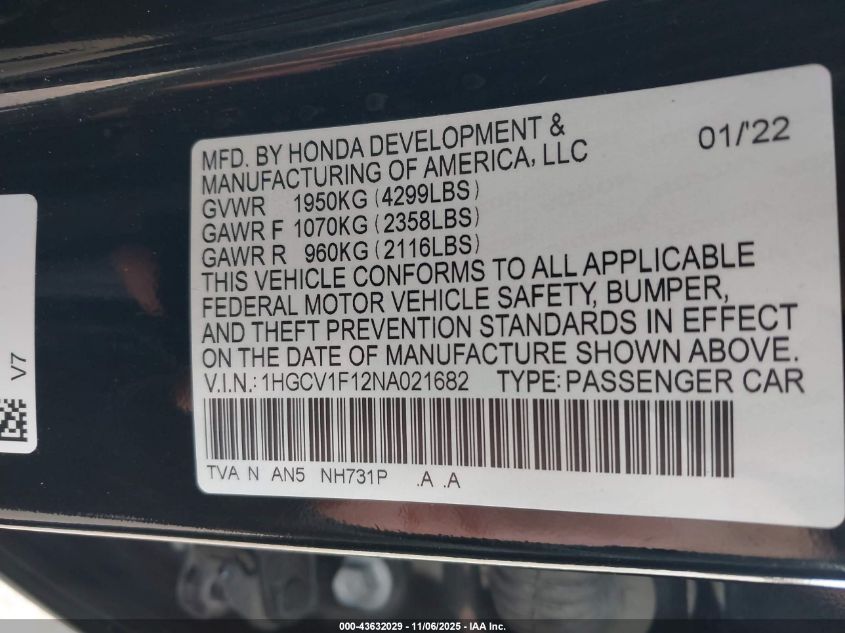 MFD. BY HONDA DEVELOPMENT &
MANUFACTURING OF AMERICA, LLC
01/'22
GVWR 1950KG (4299LBS)
GAWR F 1070KG (2358LBS)
GAWR R 960KG (2116LBS)
THIS VEHICLE CONFORMS TO ALL APPLICABLE
FEDERAL MOTOR VEHICLE SAFETY, BUMPER,
AND THEFT PREVENTION STANDARDS IN EFFECT
ON THE DATE OF MANUFACTURE SHOWN ABOVE.
V.I.N.: 1HGCV1F12NA021682 TYPE: PASSENGER CAR
TVA N AN5 NH731P .A .A
V7
000-43632029 - 11/06/2025 - IAA Inc.